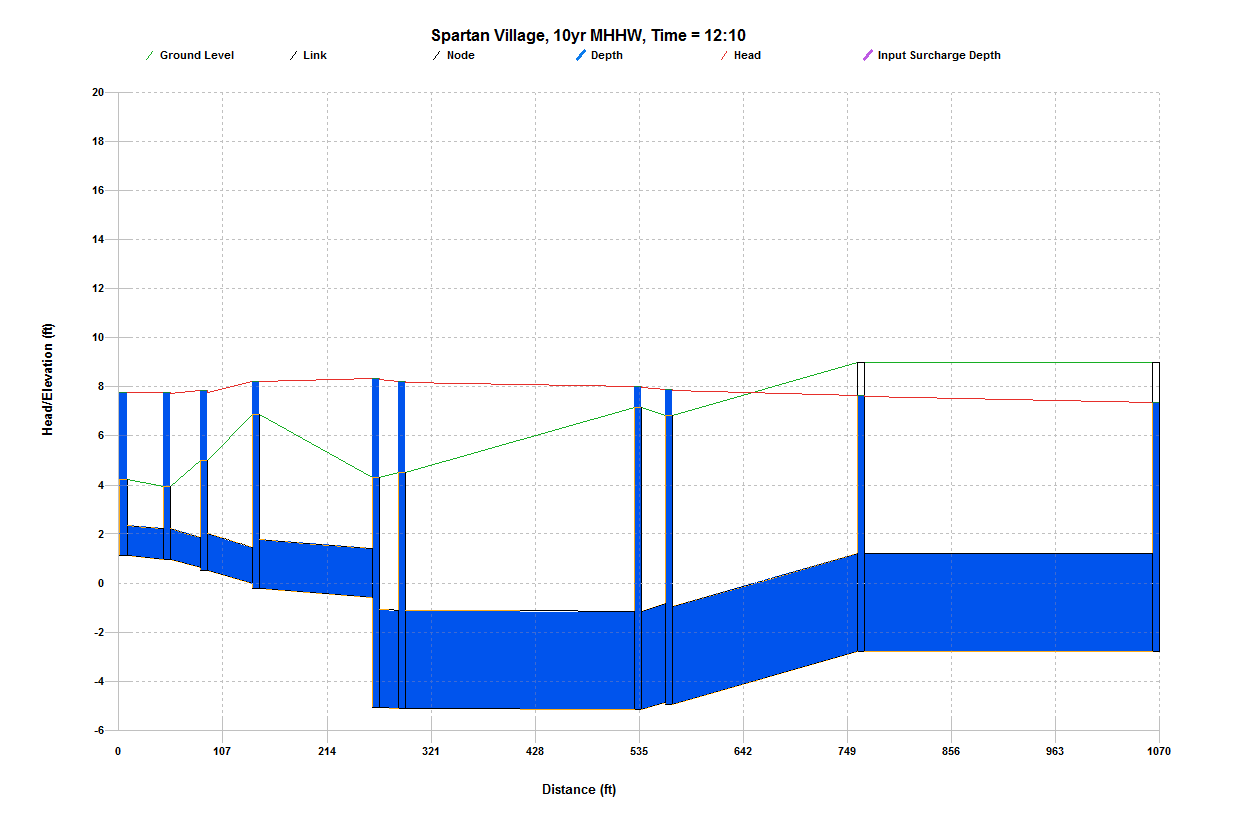 Spartan Village, 10yr MHHW, Time = 12:10
Ground Level Link Node Depth Head Input Surcharge Depth
20
18
16
14
12
10
8
6
4
2
0
-2
-4
-6
Head/Elevation (ft)
0 107 214 321 428 535 642 749 856 963 1070
Distance (ft)